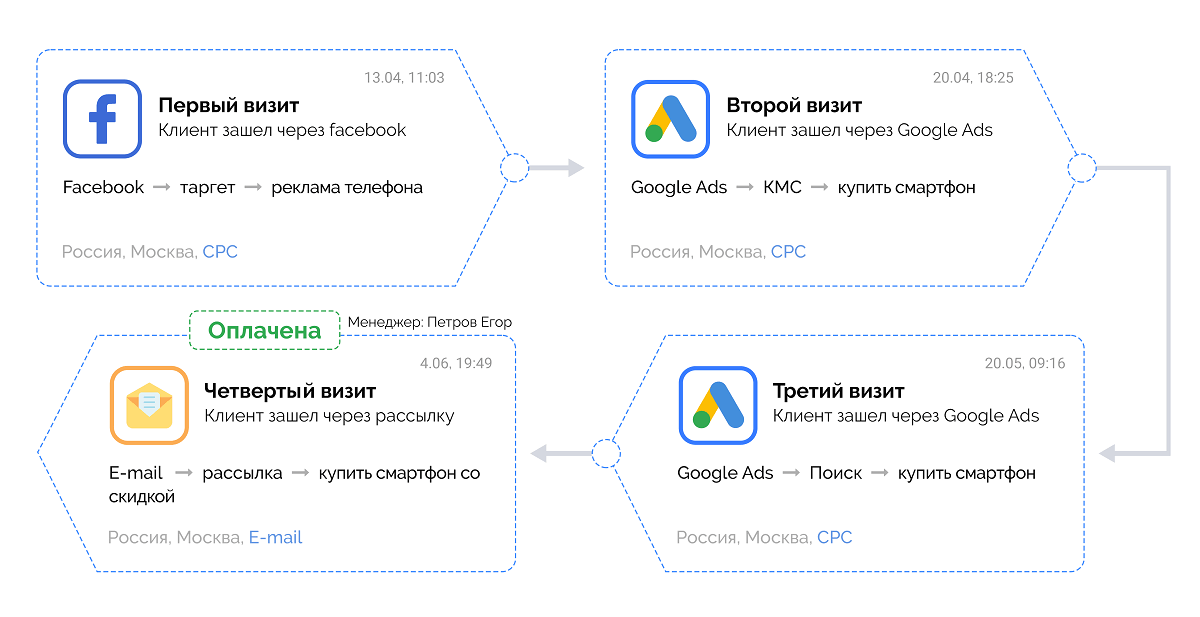 13.04, 11:03
Первый визит
Клиент зашел через facebook
Facebook → таргет → реклама телефона
Россия, Москва, CPC
20.04, 18:25
Второй визит
Клиент зашел через Google Ads
Google Ads → КМС → купить смартфон
Россия, Москва, CPC
20.05, 09:16
Третий визит
Клиент зашел через Google Ads
Google Ads → Поиск → купить смартфон
Россия, Москва, CPC
Оплачена
Менеджер: Петров Егор
4.06, 19:49
Четвертый визит
Клиент зашел через рассылку
E-mail → рассылка → купить смартфон со
скидкой
Россия, Москва, E-mail